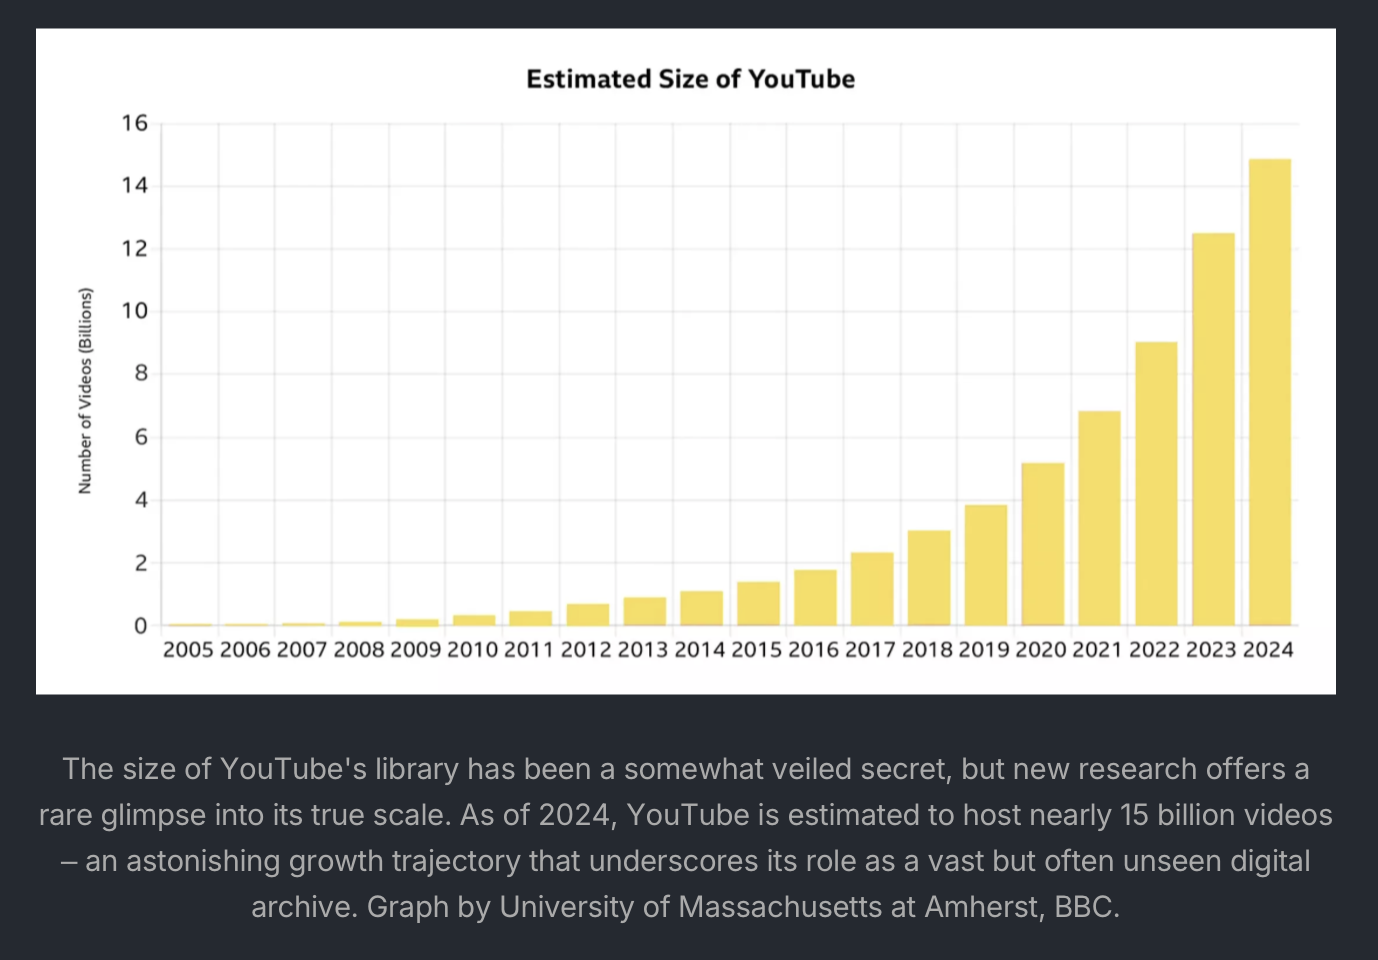 Estimated Size of YouTube
16
14
12
10
8
6
4
2
0
Number of Videos (Billions)
2005 2006 2007 2008 2009 2010 2011 2012 2013 2014 2015 2016 2017 2018 2019 2020 2021 2022 2023 2024
The size of YouTube's library has been a somewhat veiled secret, but new research offers a
rare glimpse into its true scale. As of 2024, YouTube is estimated to host nearly 15 billion videos
– an astonishing growth trajectory that underscores its role as a vast but often unseen digital
archive. Graph by University of Massachusetts at Amherst, BBC.